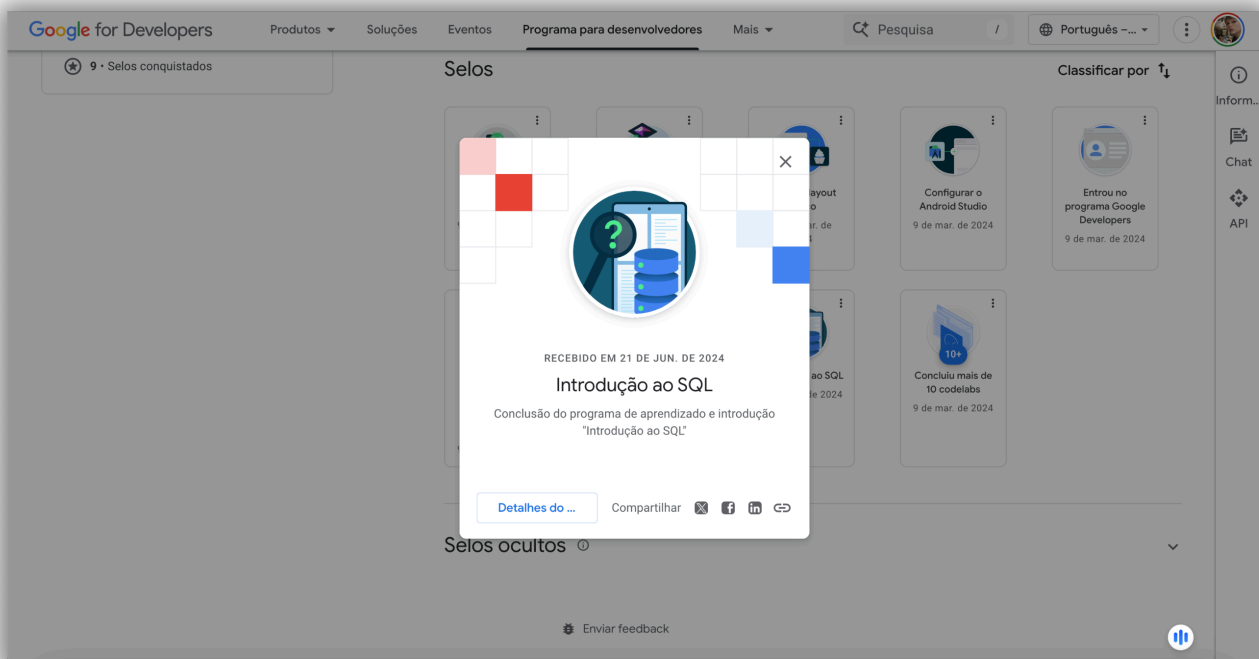 Google for Developers
Produtos
Soluções
Eventos
Programa para desenvolvedores
Mais
Pesquisa
/
Português –...
9 • Selos conquistados
Selos
Classificar por
Inform..
Chat
API
ayout
o
Configurar o
Android Studio
9 de mar. de 2024
Entrou no
programa Google
Developers
9 de mar. de 2024
RECEBIDO EM 21 DE JUN. DE 2024
Introdução ao SQL
Conclusão do programa de aprendizado e introdução
"Introdução ao SQL"
ao SQL
e 2024
10+
Concluiu mais de
10 codelabs
9 de mar. de 2024
Detalhes do ...
Compartilhar
Selos ocultos
Enviar feedback